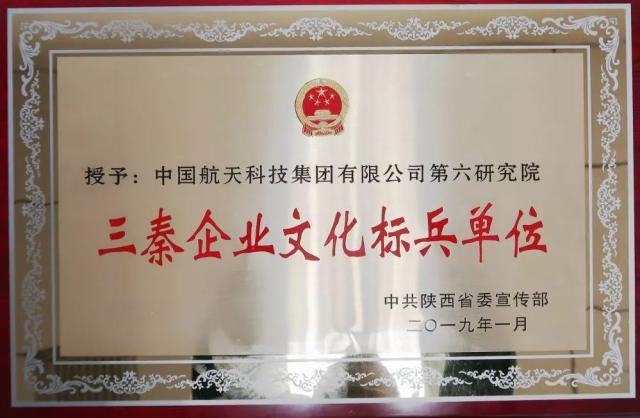 授予：中国航天科技集团有限公司第六研究院
三秦企业文化标兵单位
中共陕西省委宣传部
二〇一九年一月